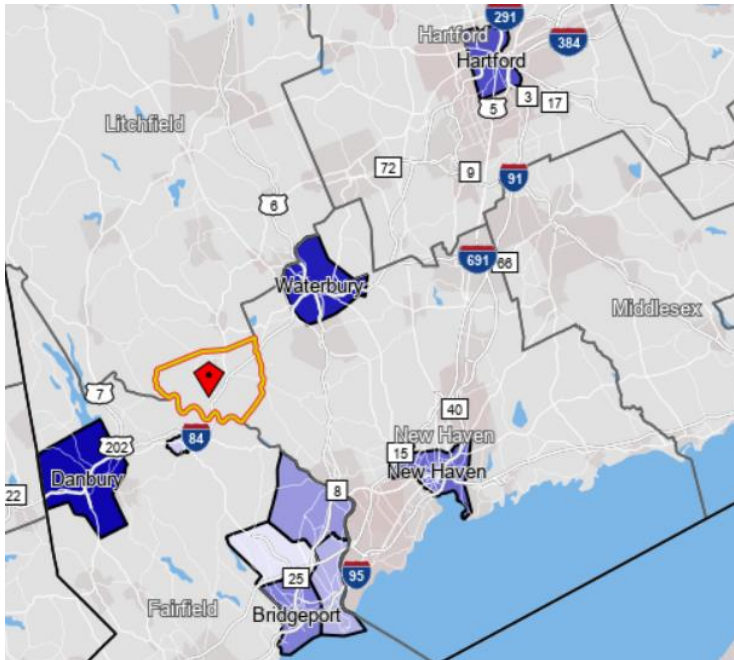 291
Hartford
384
Hartford
3
17
5
Litchfield
72
9
91
6
691
66
Waterbury
Middlesex
7
40
84
15
New Haven
202
New Haven
Danbury
8
22
25
95
Fairfield
Bridgeport